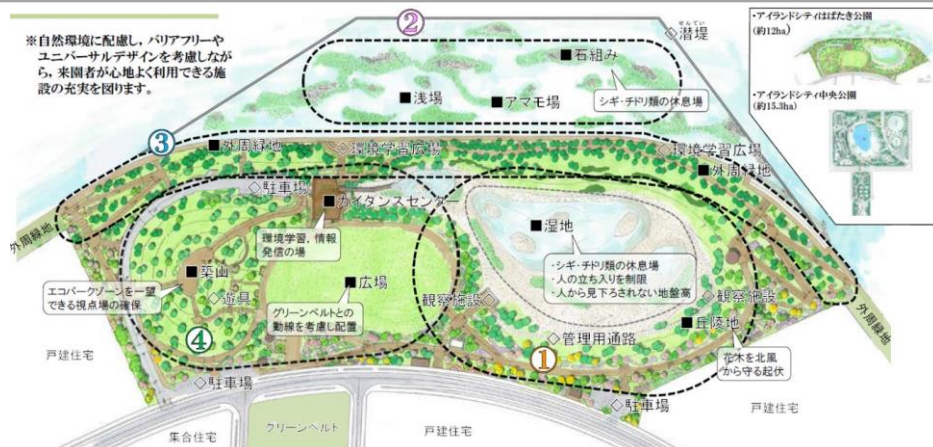 ※自然環境に配慮し，バリアフリーや
ユニバーサルデザインを考慮しなが
ら，来園者が心地よく利用できる施
設の充実を図ります。
②
せんてい
◇潜堤
・アイランドシティはばたき公園
(約12ha)
・アイランドシティ中央公園
(約15.3ha)
■石組み
シギ・チドリ類の休息場
■浅場
■アマモ場
③
■外周緑地
◇環境学習広場
◇環境学習広場
■外周緑地
◇駐車場
■ガイダンスセンター
環境学習，情報
発信の場
■湿地
・シギ・チドリ類の休息場
・人の立ち入りを制限
・人から見下ろされない地盤高
外周緑地
■築山
エコパークゾーンを一望
できる視点場の確保
◇遊具
■広場
グリーンベルトとの
動線を考慮し配置
観察施設◇
◇観察施設
■丘陵地
花木を北風
から守る起伏
外周緑地
④
◇管理用通路
①
戸建住宅
◇駐車場
◇駐車場
戸建住宅
集合住宅
グリーンベルト
戸建住宅